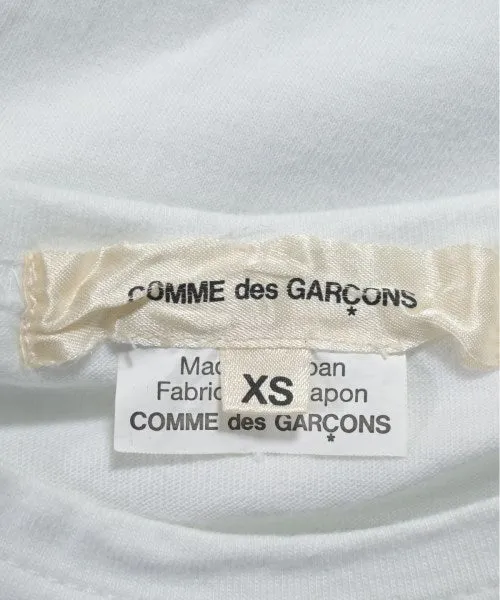 COMME des GARÇONS
*
Mad pan
Fabric apon
XS
COMME des GARÇONS
*